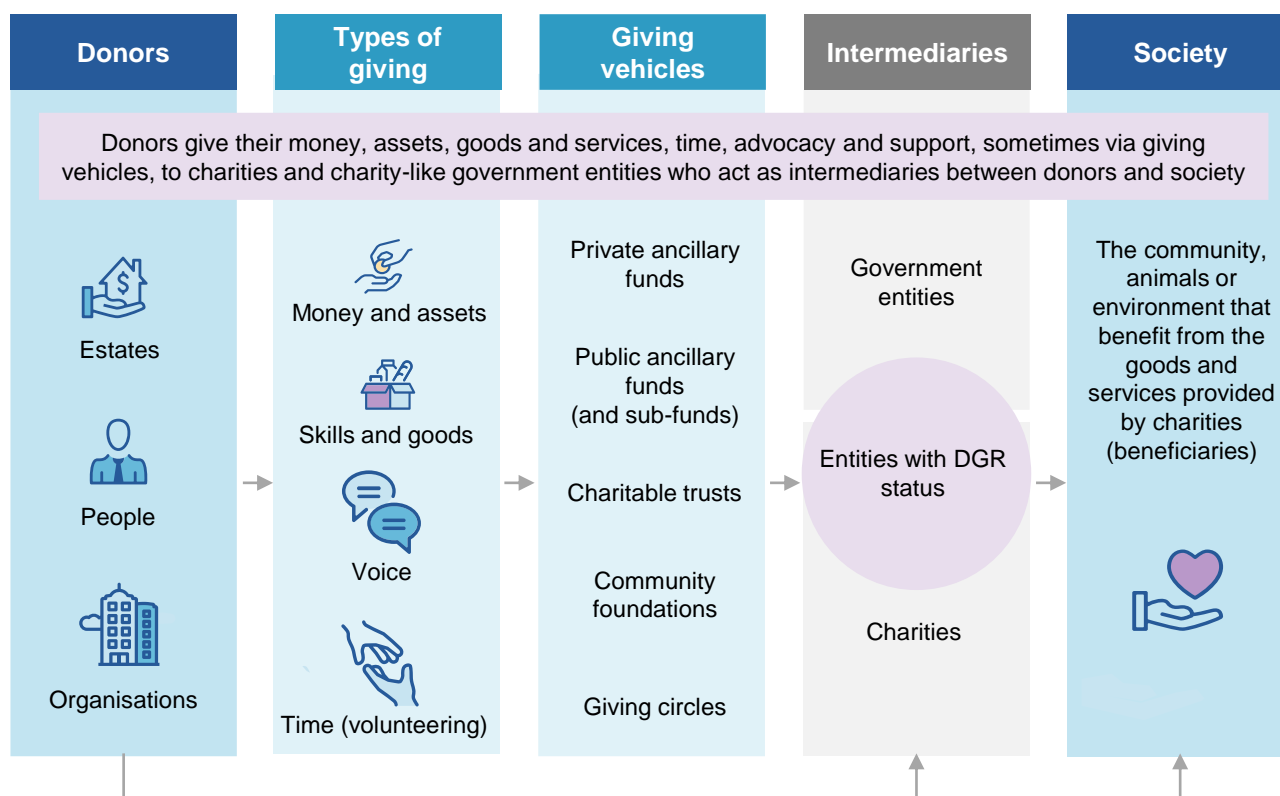 Donors
Types of
giving
Giving
vehicles
Intermediaries
Society
Donors give their money, assets, goods and services, time, advocacy and support, sometimes via giving
vehicles, to charities and charity-like government entities who act as intermediaries between donors and society
$
Estates
People
Organisations
Money and assets
Skills and goods
Voice
Time (volunteering)
Private ancillary
funds
Public ancillary
funds
(and sub-funds)
Charitable trusts
Community
foundations
Giving circles
Government
entities
Entities with DGR
status
Charities
The community,
animals or
environment that
benefit from the
goods and
services provided
by charities
(beneficiaries)